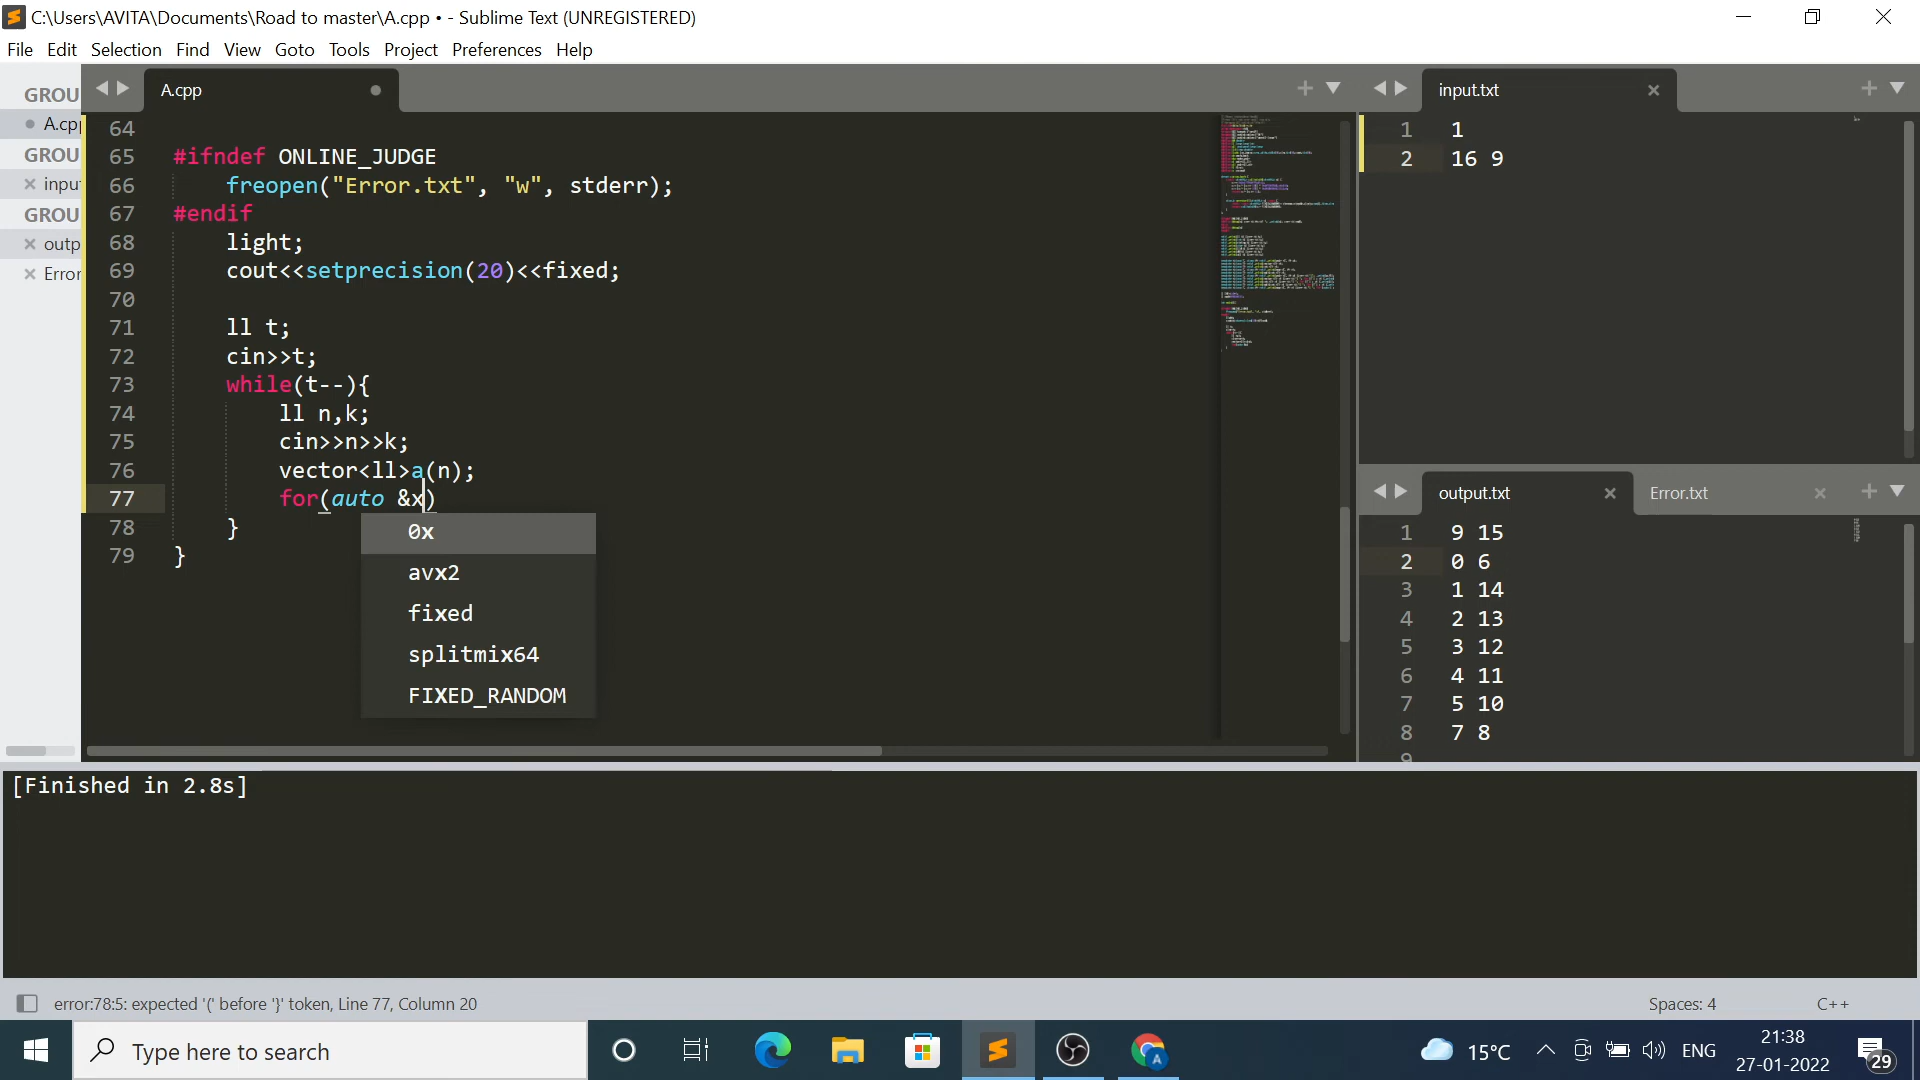 C:\Users\AVITA\Documents\Road to master\A.cpp • - Sublime Text (UNREGISTERED)
File Edit Selection Find View Goto Tools Project Preferences Help
GROU
A.cpp
GROU
inpu
GROU
outp
Error
A.cpp
64
65 #ifndef ONLINE_JUDGE
66 freopen("Error.txt", "w", stderr);
67 #endif
68 light;
69 cout<<setprecision(20)<<fixed;
70
71 ll t;
72 cin>>t;
73 while(t--){
74 ll n,k;
75 cin>>n>>k;
76 vector<ll>a(n);
77 for(auto &x)
78 }
79 }
0x
avx2
fixed
splitmix64
FIXED_RANDOM
input.txt
1 1
2 16 9
output.txt Error.txt
1 9 15
2 0 6
3 1 14
4 2 13
5 3 12
6 4 11
7 5 10
8 7 8
9
[Finished in 2.8s]
error:78:5: expected '(' before '}' token, Line 77, Column 20
Spaces: 4 C++
Type here to search
15°C
ENG
21:38
27-01-2022
29